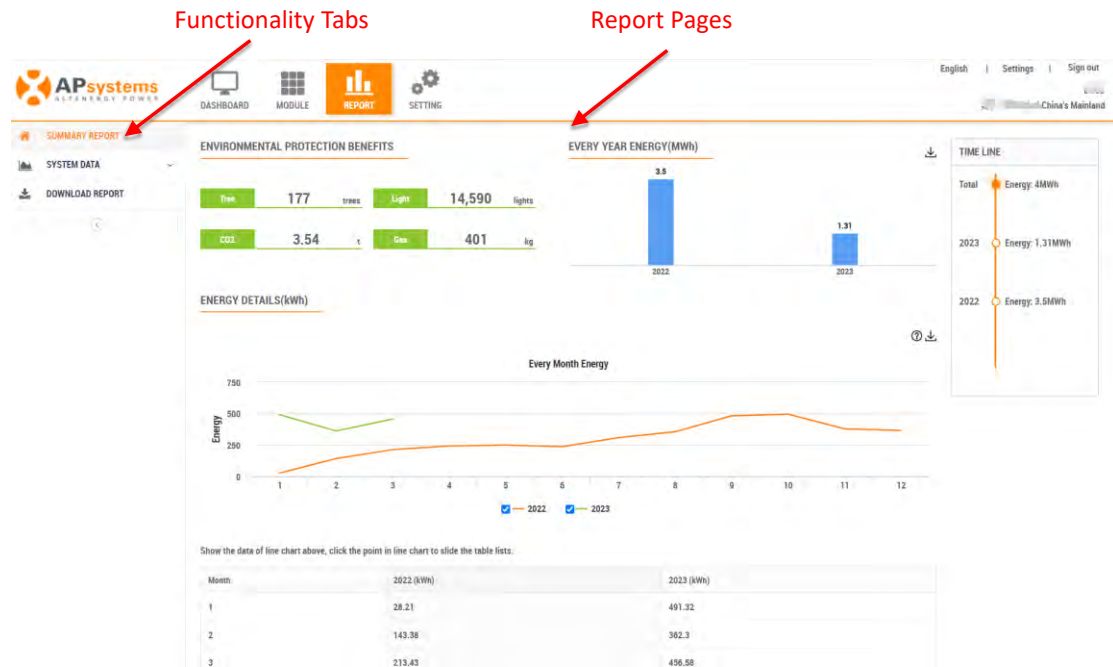 Functionality Tabs
Report Pages
APsystems
ALTENERGY POWER
DASHBOARD
MODULE
REPORT
SETTING
English | Settings | Sign out
China's Mainland
SUMMARY REPORT
SYSTEM DATA
DOWNLOAD REPORT
ENVIRONMENTAL PROTECTION BENEFITS
Tree 177 trees
Light 14,590 lights
CO2 3.54 t
Gas 401 kg
EVERY YEAR ENERGY(MWh)
3.5
1.31
2022
2023
TIME LINE
Total Energy: 4MWh
2023 Energy: 1.31MWh
2022 Energy: 3.5MWh
ENERGY DETAILS(kWh)
Every Month Energy
Energy
750
500
250
0
1 2 3 4 5 6 7 8 9 10 11 12
2022 2023
Show the data of line chart above, click the point in line chart to slide the table lists.
Month 2022 (kWh) 2023 (kWh)
1 28.21 491.32
2 143.38 362.3
3 213.43 456.58